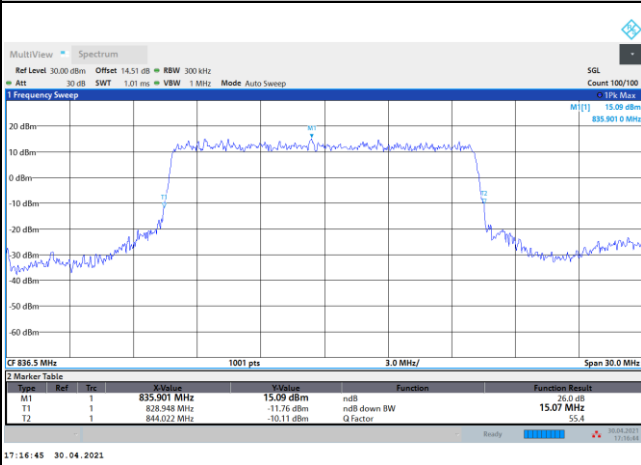 MultiView Spectrum
Ref Level 30.00 dBm Offset 14.51 dB RBW 300 kHz SGL
Att 30 dB SWT 1.01 ms VBW 1 MHz Mode Auto Sweep Count 100/100
1 Frequency Sweep 1Pk Max
M1[1] 15.09 dBm
835.901 0 MHz
M1
20 dBm
10 dBm
0 dBm
T1
T2
-10 dBm
-20 dBm
-30 dBm
-40 dBm
-50 dBm
-60 dBm
CF 836.5 MHz 1001 pts 3.0 MHz/ Span 30.0 MHz
2 Marker Table
Type Ref Trc X-Value Y-Value Function Function Result
M1 1 835.901 MHz 15.09 dBm ndB 26.0 dB
T1 1 828.948 MHz -11.76 dBm ndB down BW 15.07 MHz
T2 1 844.022 MHz -10.11 dBm Q Factor 55.4
Ready 30.04.2021
17:16:44
17:16:45 30.04.2021